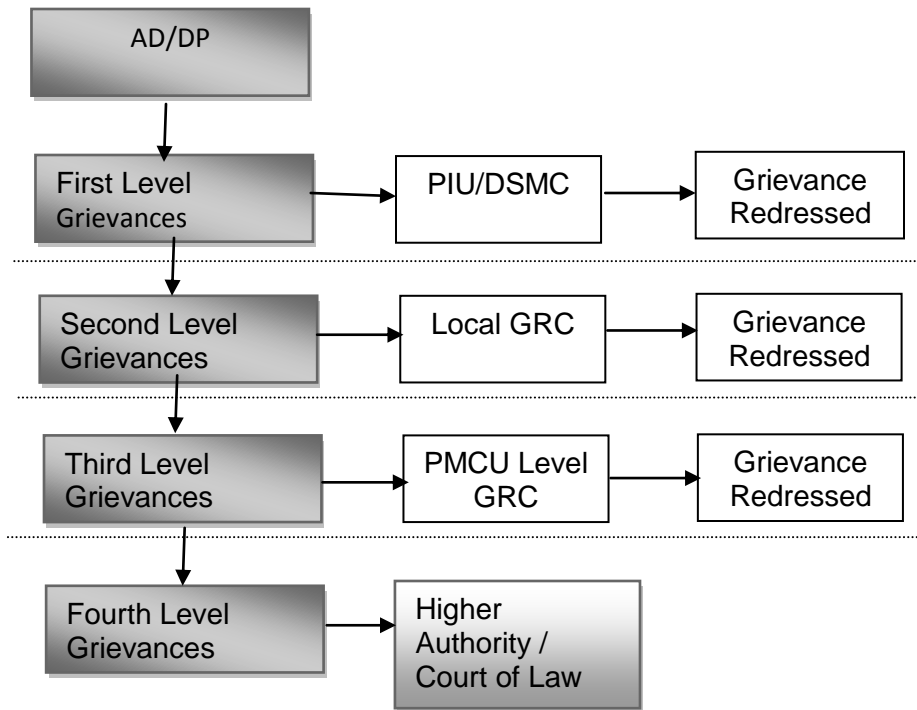 AD/DP
First Level
Grievances
PIU/DSMC
Grievance
Redressed
Second Level
Grievances
Local GRC
Grievance
Redressed
Third Level
Grievances
PMCU Level
GRC
Grievance
Redressed
Fourth Level
Grievances
Higher
Authority /
Court of Law